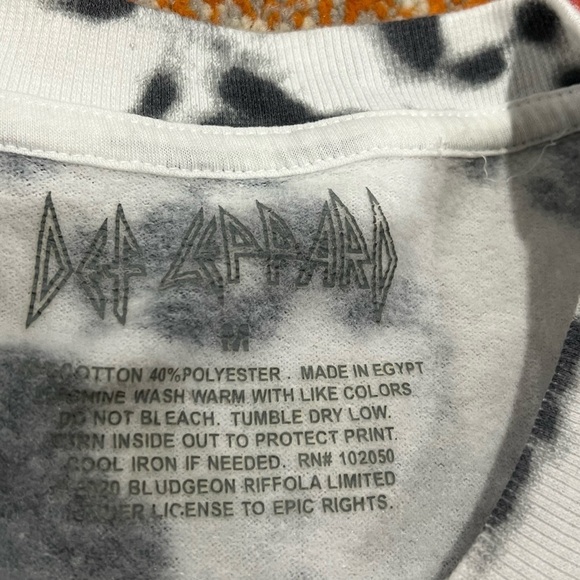 DEF LEPPARD
M
COTTON 40%POLYESTER . MADE IN EGYPT
WASH WARM WITH LIKE COLORS
DO NOT BLEACH. TUMBLE DRY LOW.
INSIDE OUT TO PROTECT PRINT.
COOL IRON IF NEEDED. RN# 102050
BLUDGEON RIFFOLA LIMITED
LICENSE TO EPIC RIGHTS.